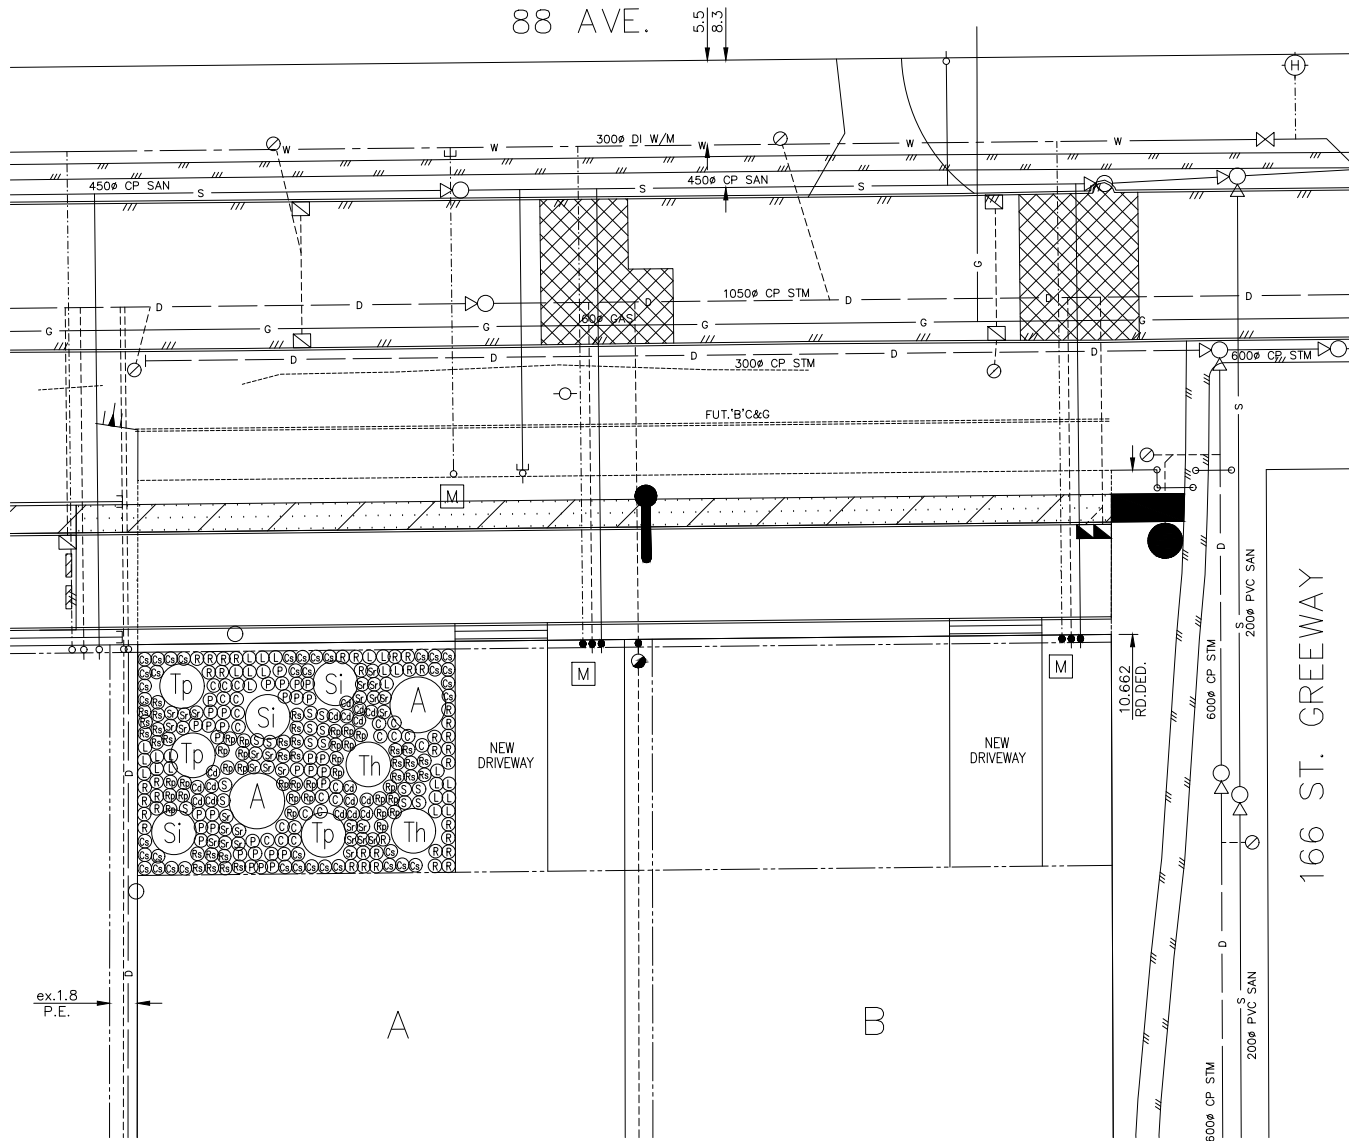 88 AVE.
5.5
8.3
H
300ø DI W/M
W W W W W
450ø CP SAN
450ø CP SAN
S S S
1050ø CP STM
D D D D D D
60ø GAS
G G G G G G
G
300ø CP STM
D D D D D
600ø CP STM
FUT.'B'C&G
M
M
M
10.662
RD.DED.
200ø PVC SAN
600ø CP STM
166 ST. GREEWAY
Tp
Si
A
Si
Tp
Th
A
Si
Tp
Th
NEW
DRIVEWAY
NEW
DRIVEWAY
ex.1.8
P.E.
A
B
D
D
S
D
S
D
S
200ø PVC SAN
600ø CP STM